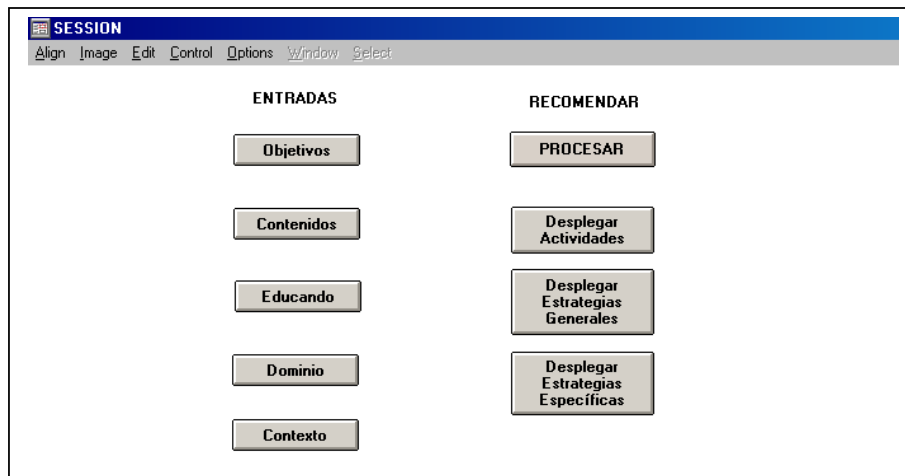 SESSION
Align Image Edit Control Options Window Select
ENTRADAS
Objetivos
Contenidos
Educando
Dominio
Contexto
RECOMENDAR
PROCESAR
Desplegar
Actividades
Desplegar
Estrategias
Generales
Desplegar
Estrategias
Específicas